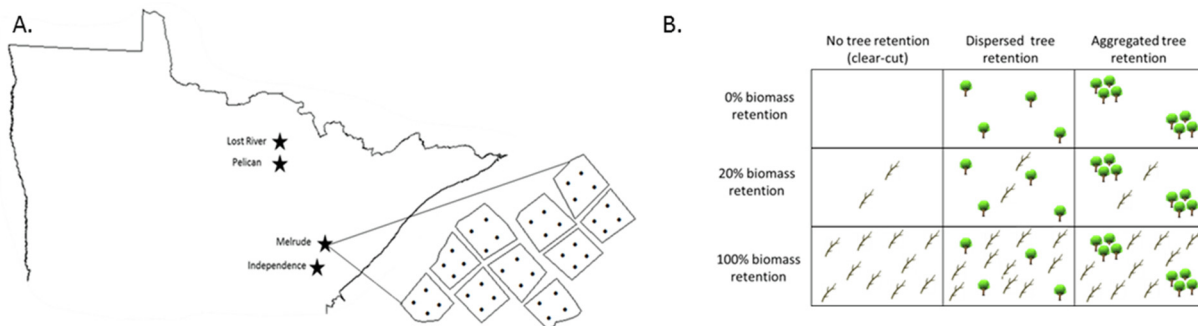 A.
Lost River
Pelican
Melrude
Independence
B.
No tree retention
(clear-cut)
Dispersed tree
retention
Aggregated tree
retention
0% biomass
retention
20% biomass
retention
100% biomass
retention